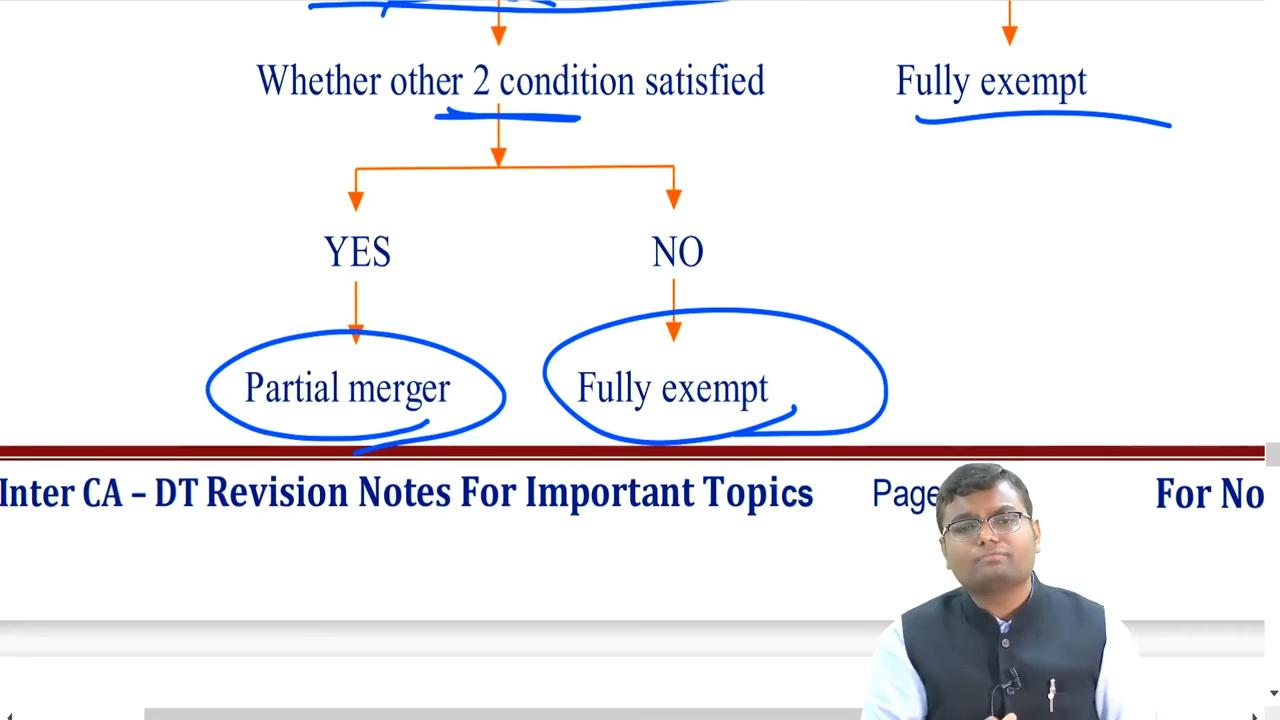 Whether other 2 condition satisfied
Fully exempt
YES
NO
Partial merger
Fully exempt
Inter CA – DT Revision Notes For Important Topics
Page
For No